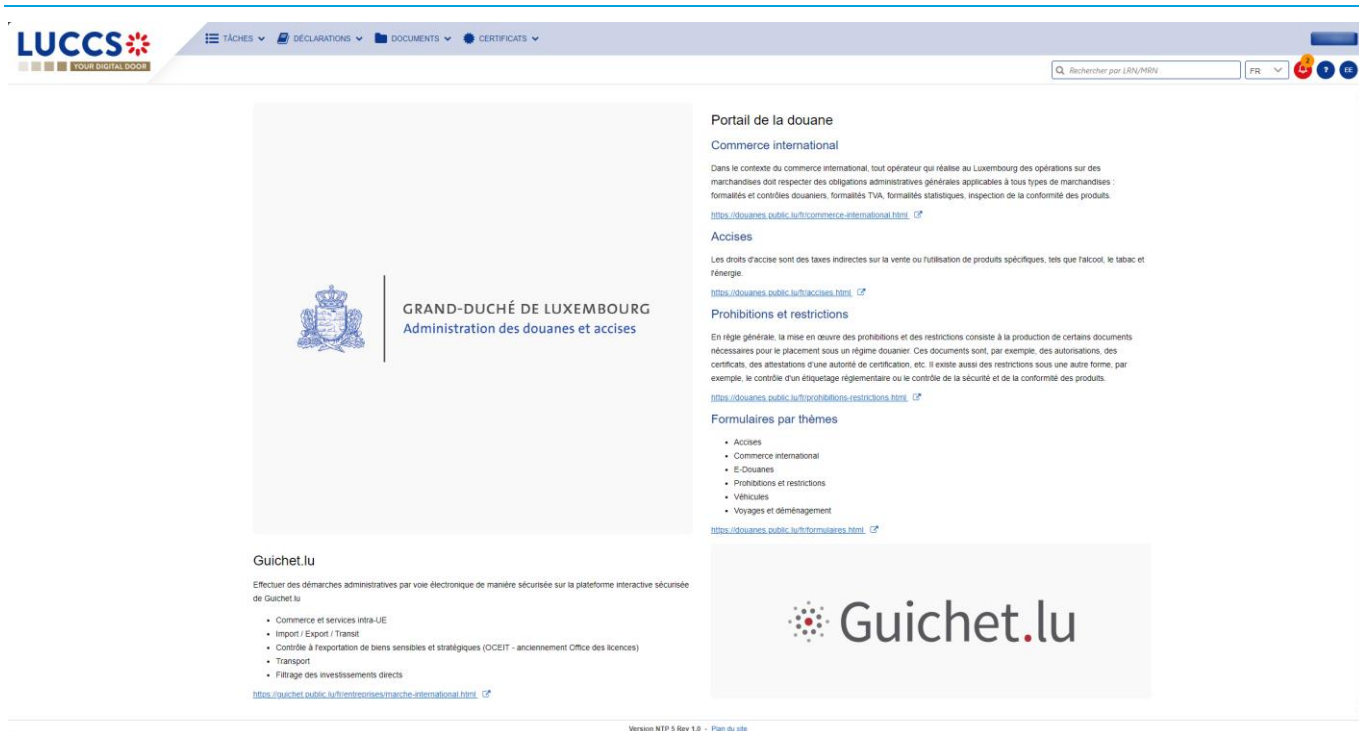 LUCCS
YOUR DIGITAL DOOR
TÂCHES
DÉCLARATIONS
DOCUMENTS
CERTIFICATS
Rechercher par LRN/MRN
FR
2
?
EE
GRAND-DUCHÉ DE LUXEMBOURG
Administration des douanes et accises
Portail de la douane
Commerce international
Dans le contexte du commerce international, tout opérateur qui réalise au Luxembourg des opérations sur des
marchandises doit respecter des obligations administratives générales applicables à tous types de marchandises :
formalités et contrôles douaniers, formalités TVA, formalités statistiques, inspection de la conformité des produits.
https://douanes.public.lu/fr/commerce-international.html
Accises
Les droits d'accise sont des taxes indirectes sur la vente ou l'utilisation de produits spécifiques, tels que l'alcool, le tabac et
l'énergie.
https://douanes.public.lu/fr/accises.html
Prohibitions et restrictions
En règle générale, la mise en œuvre des prohibitions et des restrictions consiste à la production de certains documents
nécessaires pour le placement sous un régime douanier. Ces documents sont, par exemple, des autorisations, des
certificats, des attestations d'une autorité de certification, etc. Il existe aussi des restrictions sous une autre forme, par
exemple, le contrôle d'un étiquetage réglementaire ou le contrôle de la sécurité et de la conformité des produits.
https://douanes.public.lu/fr/prohibitions-restrictions.html
Formulaires par thèmes
• Accises
• Commerce international
• E-Douanes
• Prohibitions et restrictions
• Véhicules
• Voyages et déménagement
https://douanes.public.lu/fr/formulaires.html
Guichet.lu
Effectuer des démarches administratives par voie électronique de manière sécurisée sur la plateforme interactive sécurisée
de Guichet.lu
• Commerce et services intra-UE
• Import / Export / Transit
• Contrôle à l'exportation de biens sensibles et stratégiques (OCEIT - anciennement Office des licences)
• Transport
• Filtrage des investissements directs
https://guichet.public.lu/fr/entreprises/marche-international.html
Guichet.lu
Version NTP 5 Rev 1.0 - Plan du site